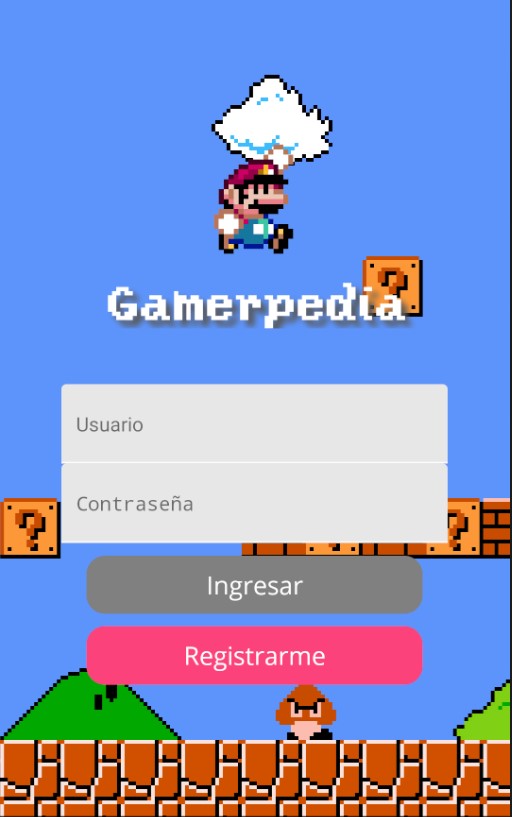 ?
Gamerpedia
Usuario
Contraseña
? ?
Ingresar
Registrarme